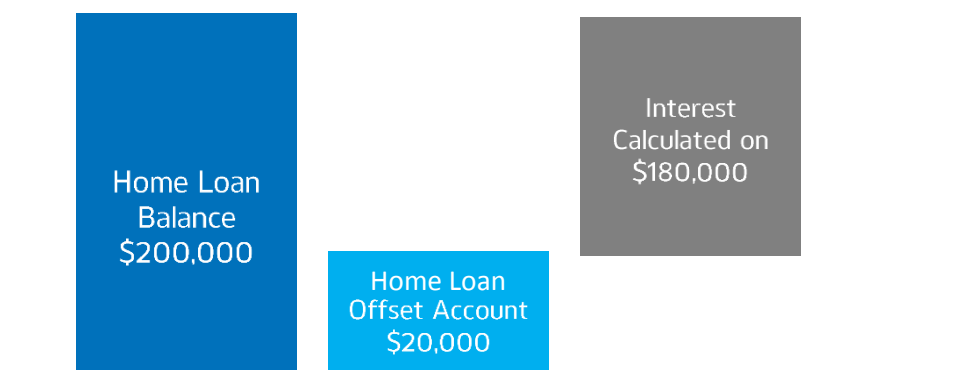 Home Loan
Balance
$200,000
Home Loan
Offset Account
$20,000
Interest
Calculated on
$180,000